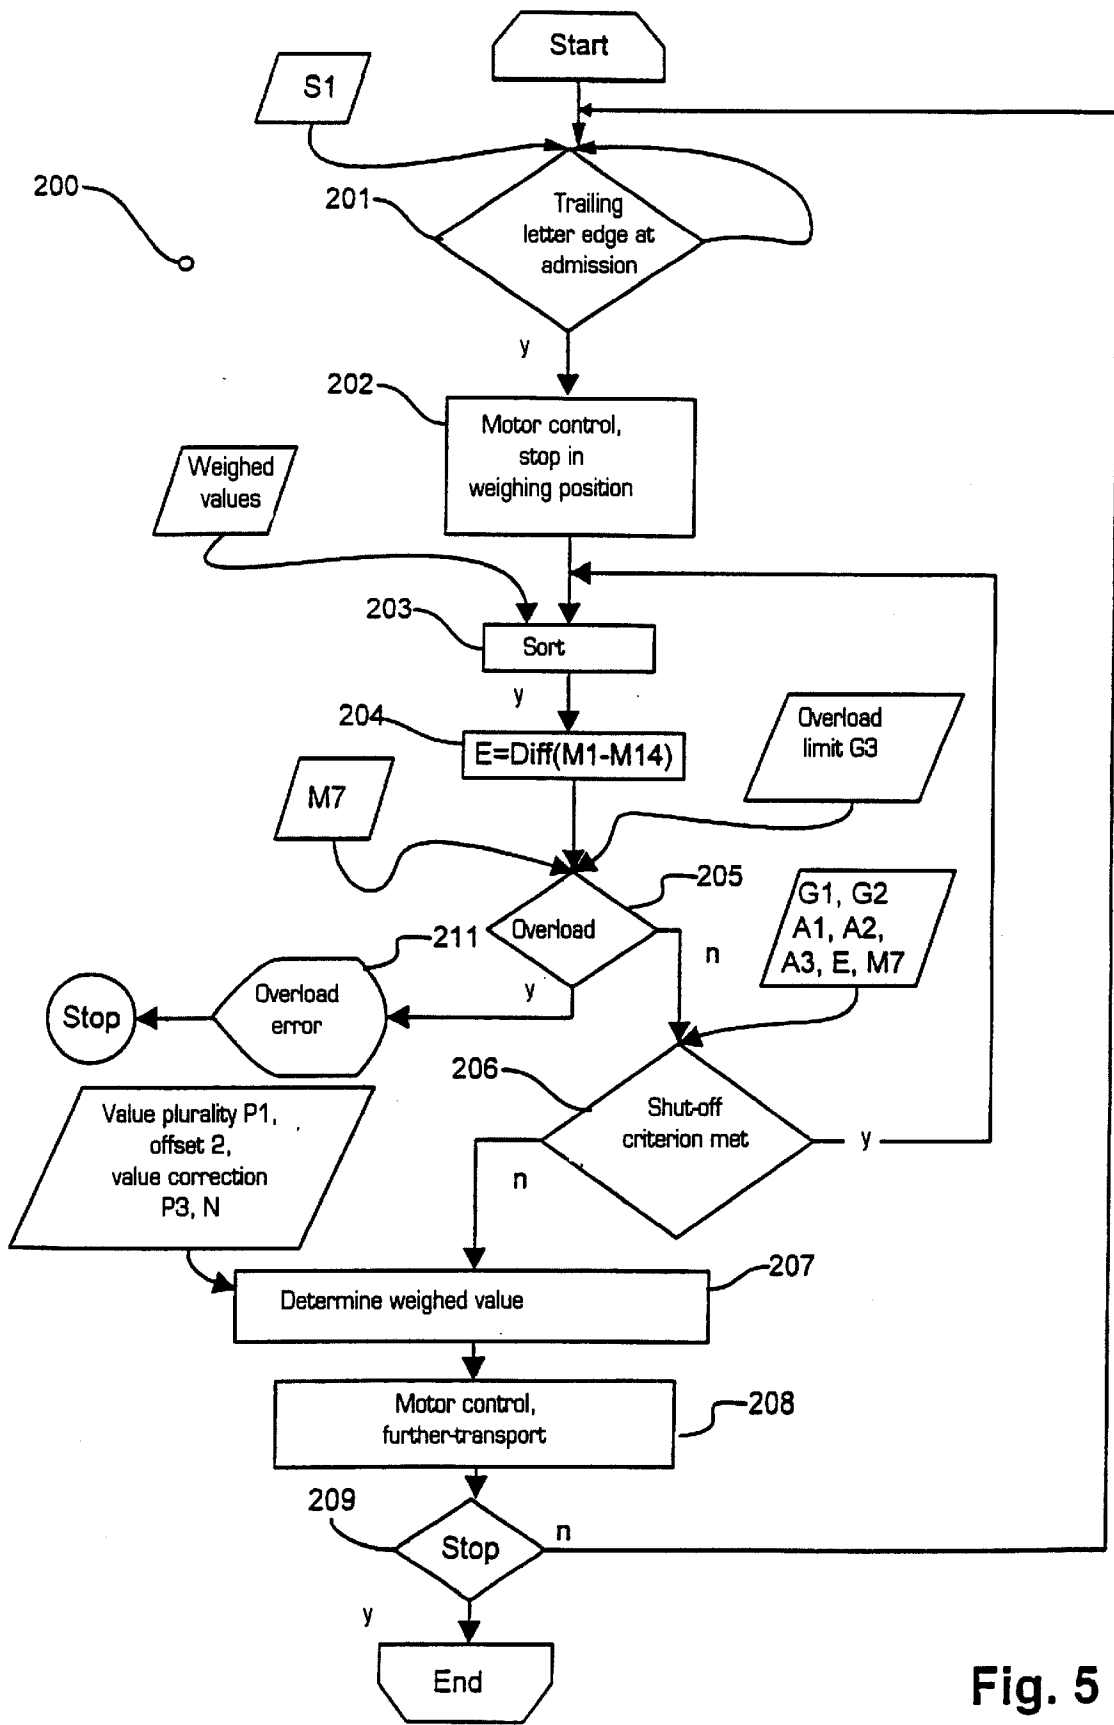 Start
S1
200
201
Trailing
letter edge at
admission
y
202
Motor control,
stop in
weighing position
Weighed
values
203
Sort
y
204
E=Diff(M1-M14)
Overload
limit G3
M7
205
Overload
G1, G2
A1, A2,
A3, E, M7
n
y
211
Overload
error
Stop
206
Shut-off
criterion met
y
n
Value plurality P1,
offset 2,
value correction
P3, N
207
Determine weighed value
208
Motor control,
further-transport
209
Stop
n
y
End
Fig. 5